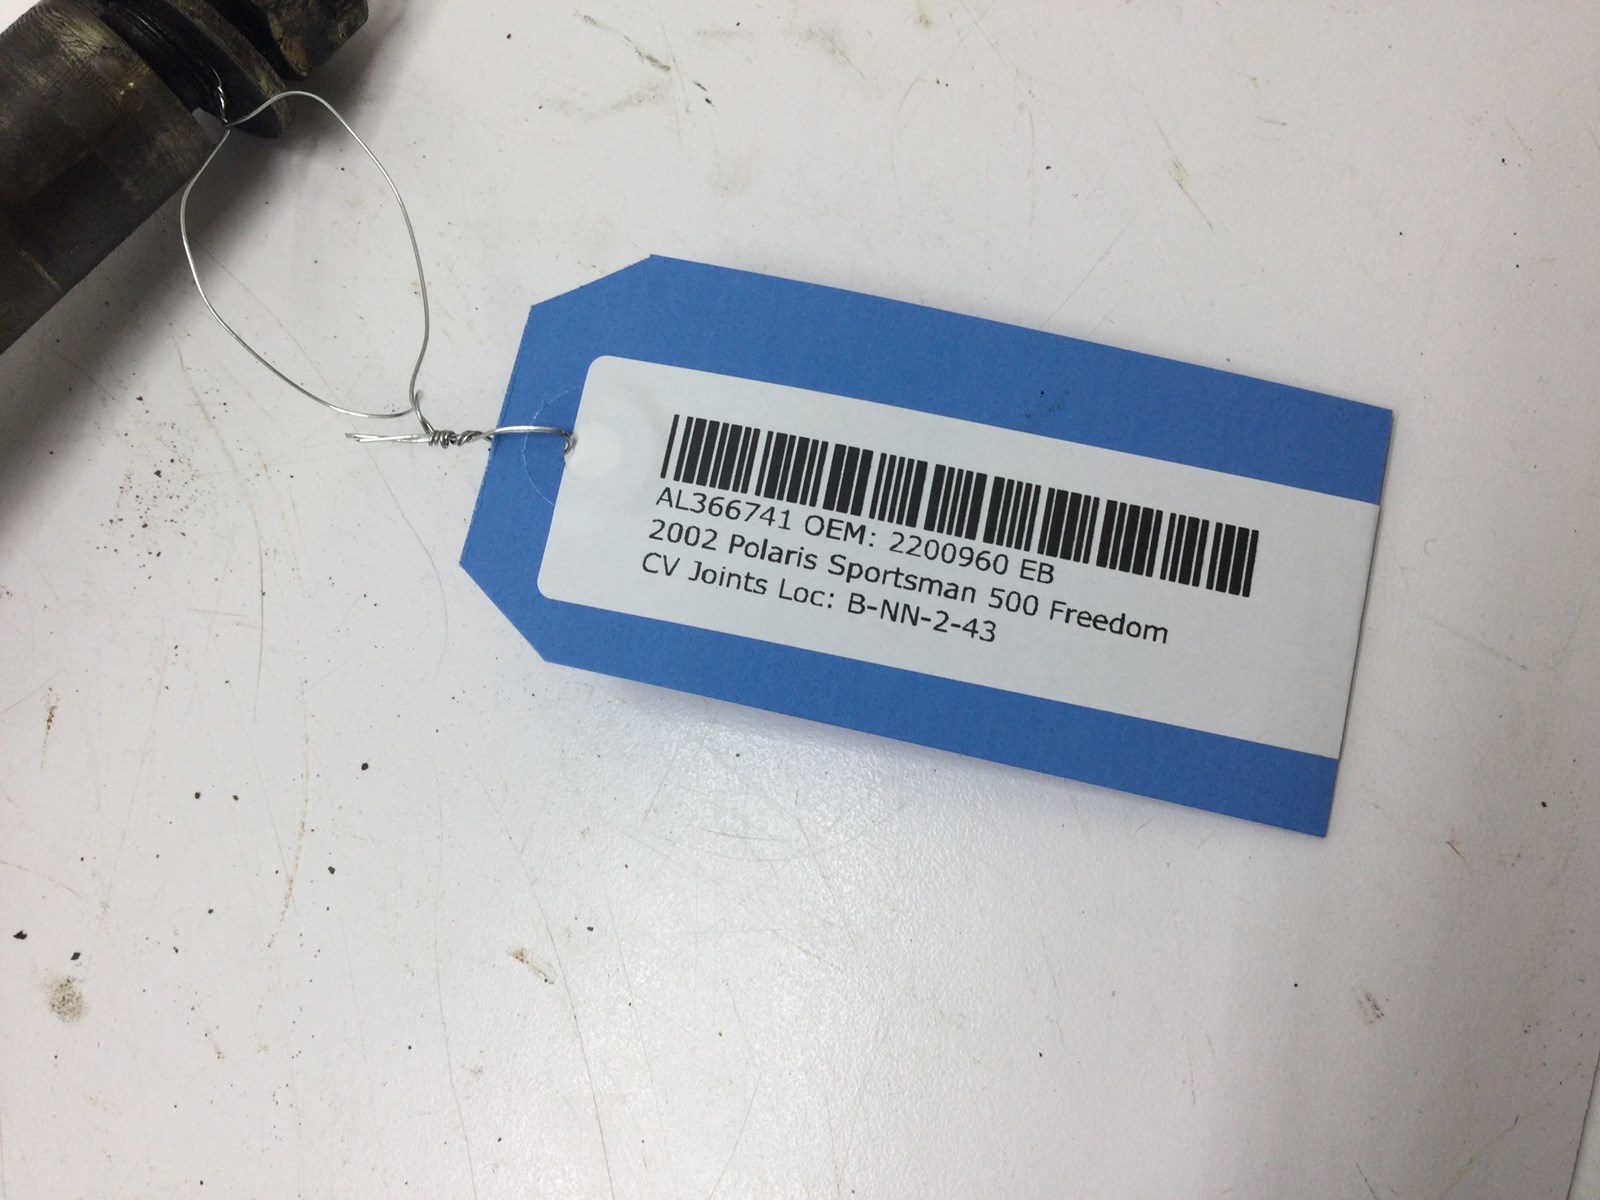 AL366741 OEM: 2200960 EB
2002 Polaris Sportsman 500 Freedom
CV Joints Loc: B-NN-2-43